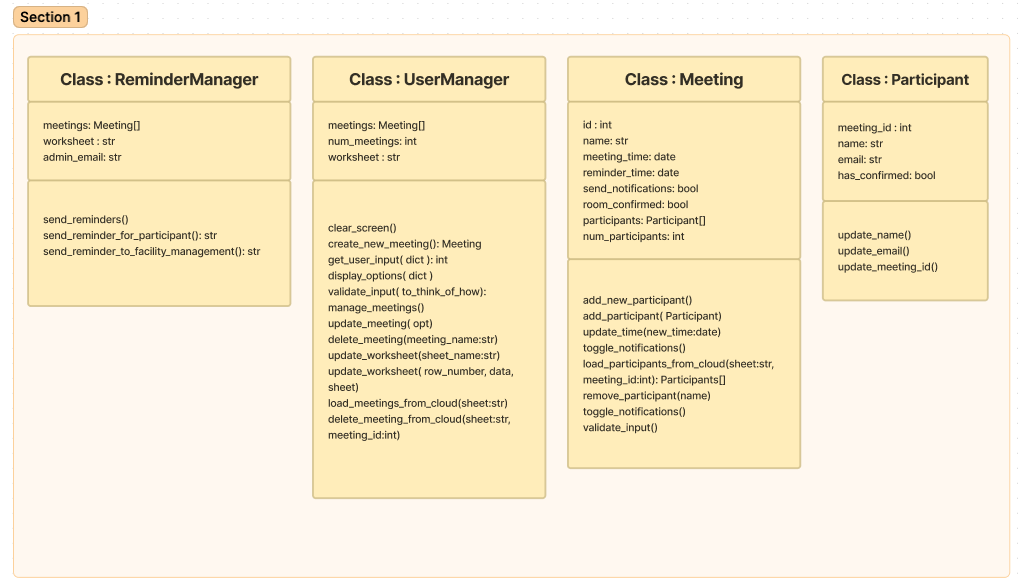 Section 1
Class : ReminderManager
meetings: Meeting[]
worksheet : str
admin_email: str
send_reminders()
send_reminder_for_participant(): str
send_reminder_to_facility_management(): str
Class : UserManager
meetings: Meeting[]
num_meetings: int
worksheet : str
clear_screen()
create_new_meeting(): Meeting
get_user_input( dict ): int
display_options( dict )
validate_input( to_think_of_how):
manage_meetings()
update_meeting( opt)
delete_meeting(meeting_name:str)
update_worksheet(sheet_name:str)
update_worksheet( row_number, data,
sheet)
load_meetings_from_cloud(sheet:str)
delete_meeting_from_cloud(sheet:str,
meeting_id:int)
Class : Meeting
id : int
name: str
meeting_time: date
reminder_time: date
send_notifications: bool
room_confirmed: bool
participants: Participant[]
num_participants: int
add_new_participant()
add_participant( Participant)
update_time(new_time:date)
toggle_notifications()
load_participants_from_cloud(sheet:str,
meeting_id:int): Participants[]
remove_participant(name)
toggle_notifications()
validate_input()
Class : Participant
meeting_id : int
name: str
email: str
has_confirmed: bool
update_name()
update_email()
update_meeting_id()